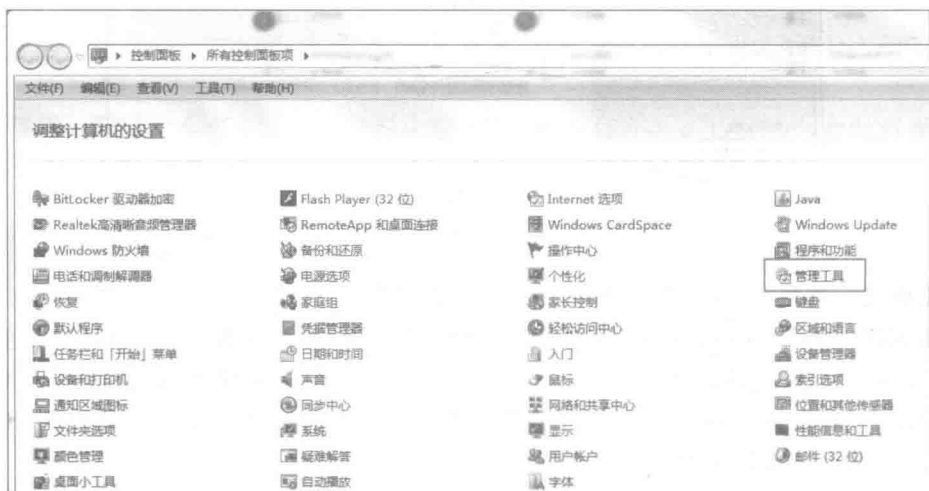 控制面板 ▸ 所有控制面板项 ▸
文件(F) 编辑(E) 查看(V) 工具(T) 帮助(H)
调整计算机的设置
BitLocker 驱动器加密 Flash Player (32 位) Internet 选项 Java
Realtek高清晰音频管理器 RemoteApp 和桌面连接 Windows CardSpace Windows Update
Windows 防火墙 备份和还原 操作中心 程序和功能
电话和调制解调器 电源选项 个性化 管理工具
恢复 家庭组 家长控制 键盘
默认程序 凭据管理器 轻松访问中心 区域和语言
任务栏和「开始」菜单 日期和时间 入门 设备管理器
设备和打印机 声音 鼠标 索引选项
通知区域图标 同步中心 网络和共享中心 位置和其他传感器
文件夹选项 系统 显示 性能信息和工具
颜色管理 疑难解答 用户帐户 邮件 (32 位)
桌面小工具 自动播放 字体